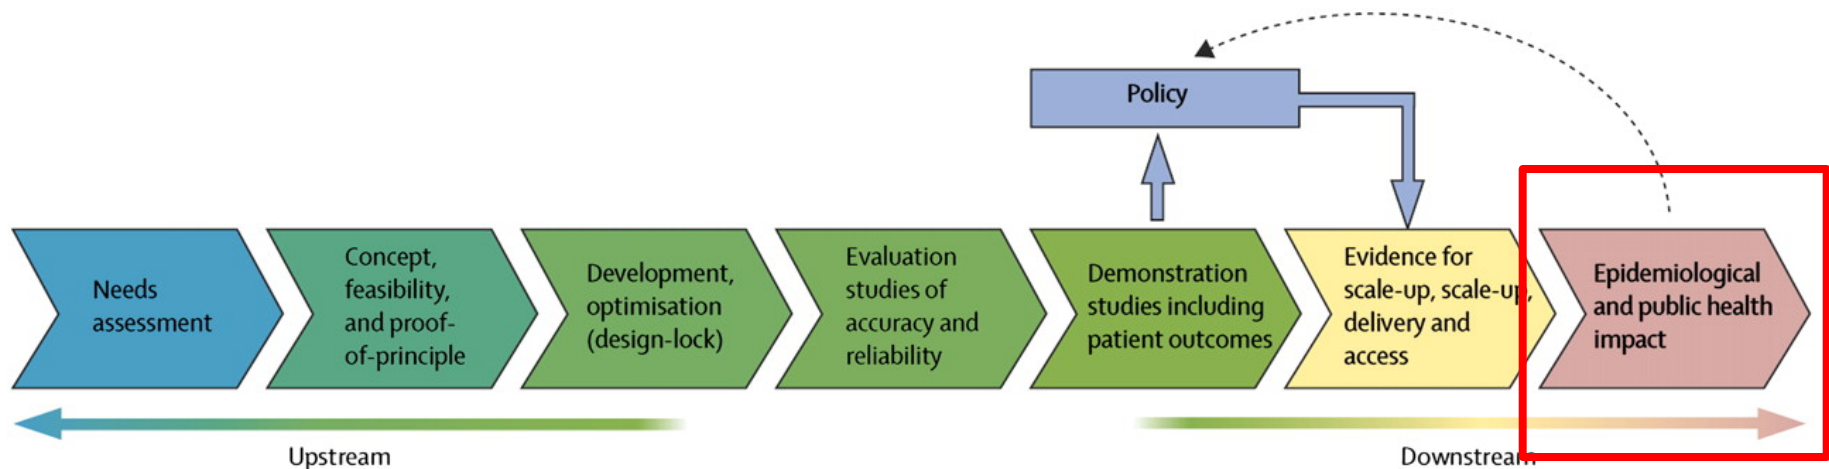 Policy
Needs
assessment
Concept,
feasibility,
and proof-
of-principle
Development,
optimisation
(design-lock)
Evaluation
studies of
accuracy and
reliability
Demonstration
studies including
patient outcomes
Evidence for
scale-up, scale-up,
delivery and
access
Epidemiological
and public health
impact
Upstream
Downstream